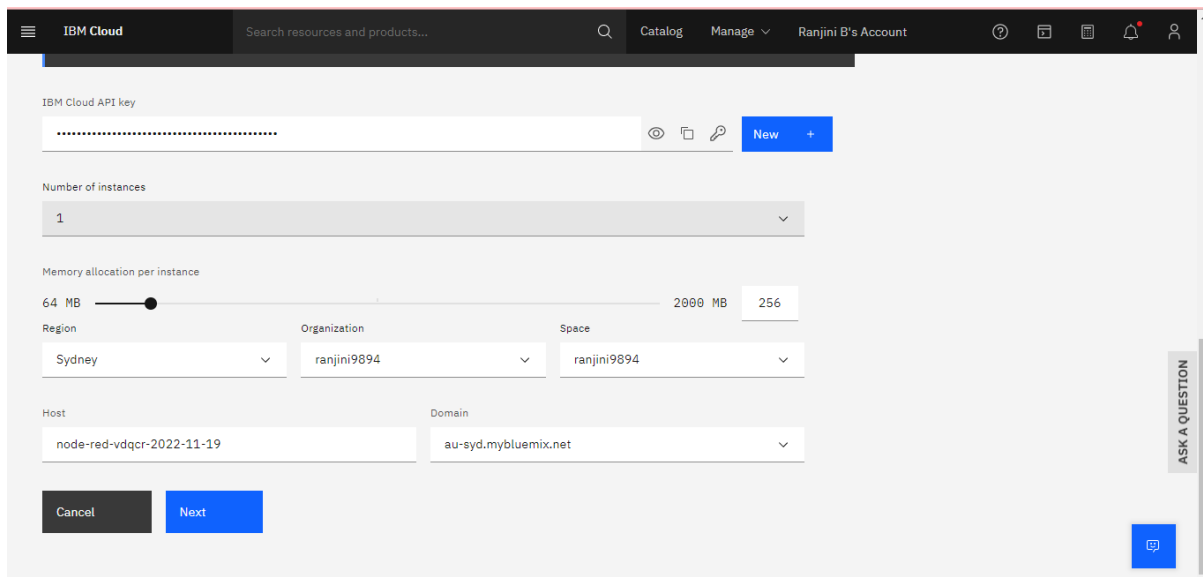 IBM Cloud
Search resources and products...
Catalog
Manage
Ranjini B's Account
IBM Cloud API key
••••••••••••••••••••••••••••••••••••••••••••
New +
Number of instances
1
Memory allocation per instance
64 MB
2000 MB
256
Region
Organization
Space
Sydney
ranjini9894
ranjini9894
Host
Domain
node-red-vdqcr-2022-11-19
au-syd.mybluemix.net
Cancel
Next
ASK A QUESTION